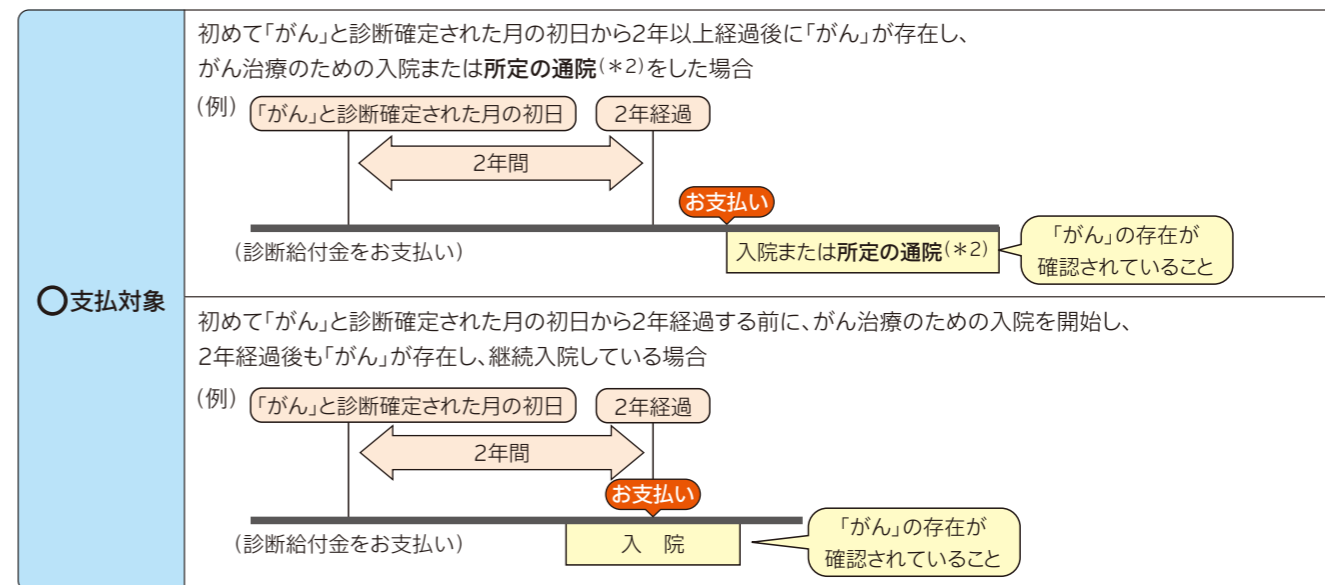 初めて「がん」と診断確定された月の初日から2年以上経過後に「がん」が存在し、
がん治療のための入院または所定の通院(*2)をした場合
(例)
「がん」と診断確定された月の初日
2年経過
2年間
お支払い
(診断給付金をお支払い)
入院または所定の通院(*2)
「がん」の存在が
確認されていること
○支払対象
初めて「がん」と診断確定された月の初日から2年経過する前に、がん治療のための入院を開始し、
2年経過後も「がん」が存在し、継続入院している場合
(例)
「がん」と診断確定された月の初日
2年経過
2年間
お支払い
(診断給付金をお支払い)
入 院
「がん」の存在が
確認されていること